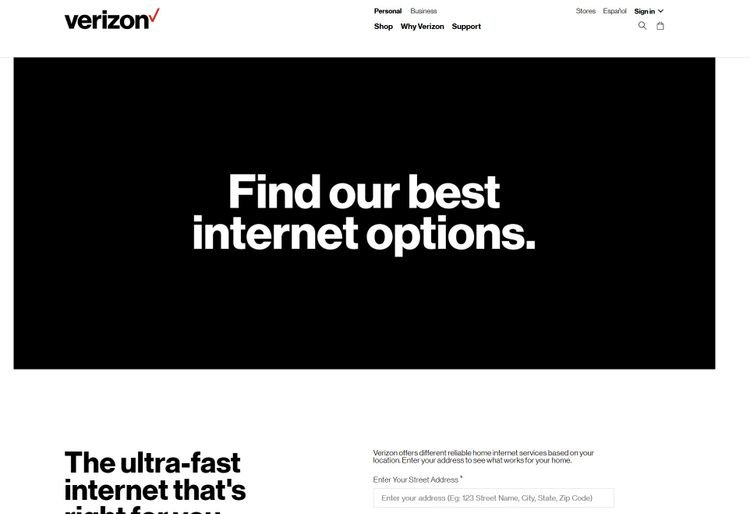 verizon
Personal Business
Stores Español Sign in
Shop Why Verizon Support
Find our best
internet options.
The ultra-fast
internet that's
right for you
Verizon offers different reliable home internet services based on your
location. Enter your address to see what works for your home.
Enter Your Street Address *
Enter your address (Eg: 123 Street Name, City, State, Zip Code)